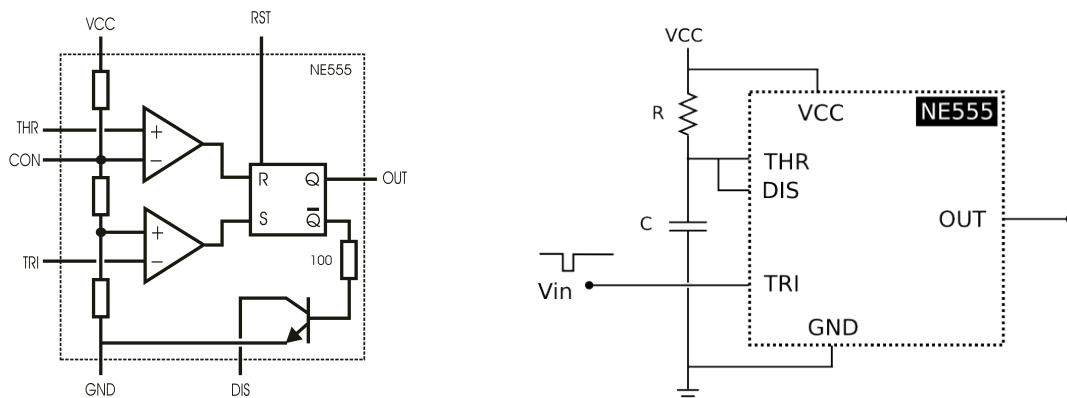 VCC
RST
NE555
THR
+
−
CON
R
Q
OUT
S
Q̅
+
−
TRI
100
GND
DIS
VCC
R
VCC
NE555
THR
DIS
C
OUT
Vin
TRI
GND